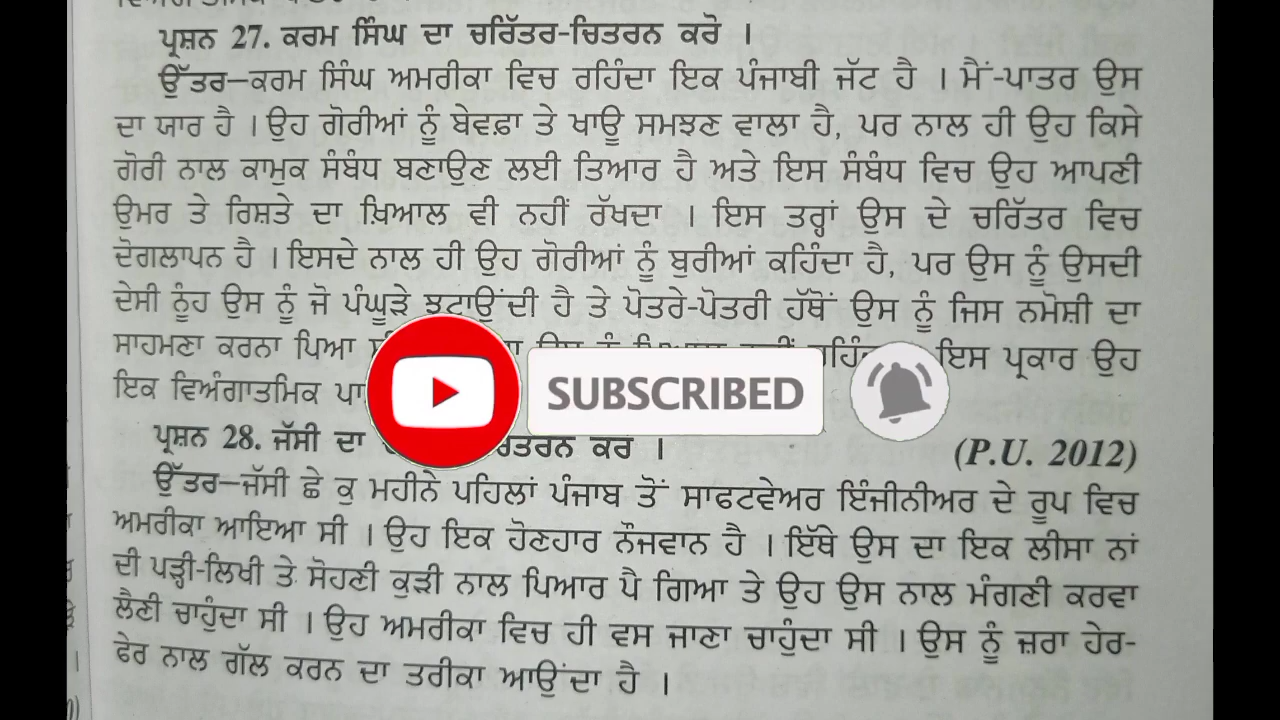 ਪ੍ਰਸ਼ਨ 27. ਕਰਮ ਸਿੰਘ ਦਾ ਚਰਿੱਤਰ-ਚਿਤਰਨ ਕਰੋ ।
ਉੱਤਰ—ਕਰਮ ਸਿੰਘ ਅਮਰੀਕਾ ਵਿਚ ਰਹਿੰਦਾ ਇਕ ਪੰਜਾਬੀ ਜੱਟ ਹੈ । ਮੈਂ-ਪਾਤਰ ਉਸ
ਦਾ ਯਾਰ ਹੈ । ਉਹ ਗੋਰੀਆਂ ਨੂੰ ਬੇਵਫ਼ਾ ਤੇ ਖਾਊ ਸਮਝਣ ਵਾਲਾ ਹੈ, ਪਰ ਨਾਲ ਹੀ ਉਹ ਕਿਸੇ
ਗੋਰੀ ਨਾਲ ਕਾਮੁਕ ਸੰਬੰਧ ਬਣਾਉਣ ਲਈ ਤਿਆਰ ਹੈ ਅਤੇ ਇਸ ਸੰਬੰਧ ਵਿਚ ਉਹ ਆਪਣੀ
ਉਮਰ ਤੇ ਰਿਸ਼ਤੇ ਦਾ ਖ਼ਿਆਲ ਵੀ ਨਹੀਂ ਰੱਖਦਾ । ਇਸ ਤਰ੍ਹਾਂ ਉਸ ਦੇ ਚਰਿੱਤਰ ਵਿਚ
ਦੋਗਲਾਪਨ ਹੈ । ਇਸਦੇ ਨਾਲ ਹੀ ਉਹ ਗੋਰੀਆਂ ਨੂੰ ਬੁਰੀਆਂ ਕਹਿੰਦਾ ਹੈ, ਪਰ ਉਸ ਨੂੰ ਉਸਦੀ
ਦੇਸੀ ਨੂੰਹ ਉਸ ਨੂੰ ਜੋ ਪੰਘੂੜੇ ਝਟਾਉਂਦੀ ਹੈ ਤੇ ਪੋਤਰੇ-ਪੋਤਰੀ ਹੱਥੋਂ ਉਸ ਨੂੰ ਜਿਸ ਨਮੋਸ਼ੀ ਦਾ
ਸਾਹਮਣਾ ਕਰਨਾ ਪਿਆ ਇਸ ਪ੍ਰਕਾਰ ਉਹ
ਇਕ ਵਿਅੰਗਾਤਮਿਕ
SUBSCRIBED
ਪ੍ਰਸ਼ਨ 28. ਜੱਸੀ ਦਾ ਕਰ । (P.U. 2012)
ਉੱਤਰ—ਜੱਸੀ ਛੇ ਕੁ ਮਹੀਨੇ ਪਹਿਲਾਂ ਪੰਜਾਬ ਤੋਂ ਸਾਫਟਵੇਅਰ ਇੰਜੀਨੀਅਰ ਦੇ ਰੂਪ ਵਿਚ
ਅਮਰੀਕਾ ਆਇਆ ਸੀ । ਉਹ ਇਕ ਹੋਣਹਾਰ ਨੌਜਵਾਨ ਹੈ । ਇੱਥੇ ਉਸ ਦਾ ਇਕ ਲੀਸਾ ਨਾਂ
ਦੀ ਪੜ੍ਹੀ-ਲਿਖੀ ਤੇ ਸੋਹਣੀ ਕੁੜੀ ਨਾਲ ਪਿਆਰ ਪੈ ਗਿਆ ਤੇ ਉਹ ਉਸ ਨਾਲ ਮੰਗਣੀ ਕਰਵਾ
ਲੈਣੀ ਚਾਹੁੰਦਾ ਸੀ । ਉਹ ਅਮਰੀਕਾ ਵਿਚ ਹੀ ਵਸ ਜਾਣਾ ਚਾਹੁੰਦਾ ਸੀ । ਉਸ ਨੂੰ ਜ਼ਰਾ ਹੇਰ-
ਫੇਰ ਨਾਲ ਗੱਲ ਕਰਨ ਦਾ ਤਰੀਕਾ ਆਉਂਦਾ ਹੈ ।